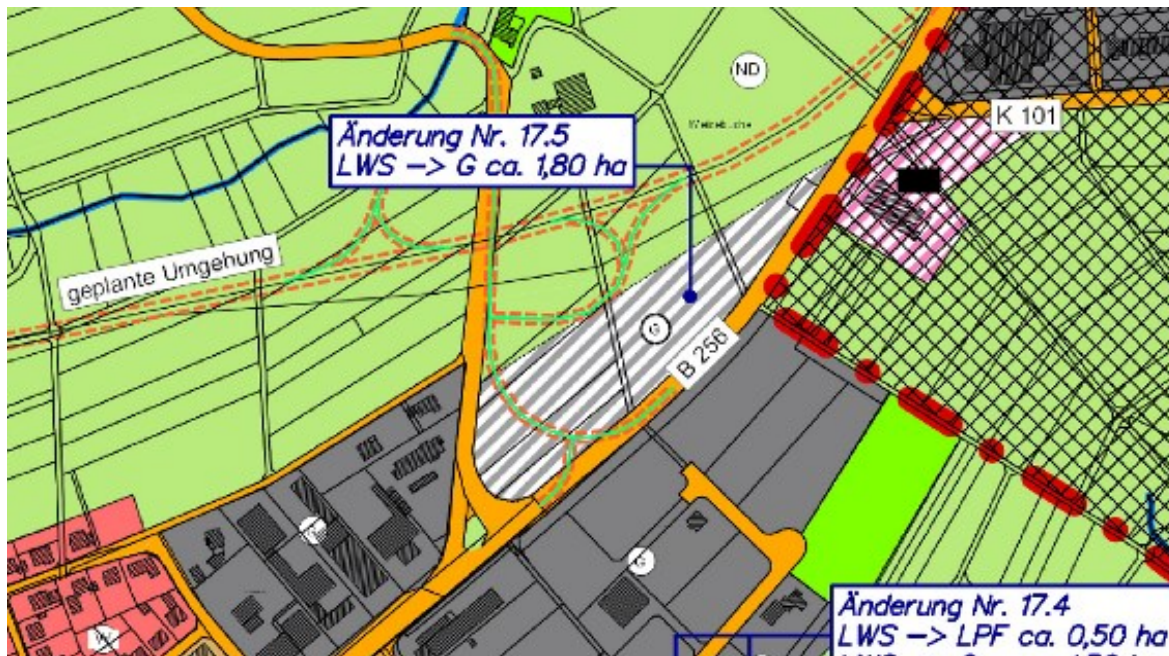 ND
K 101
Änderung Nr. 17.5
LWS -> G ca. 1,80 ha
geplante Umgehung
G
B 256
G
W
Änderung Nr. 17.4
LWS -> LPF ca. 0,50 ha